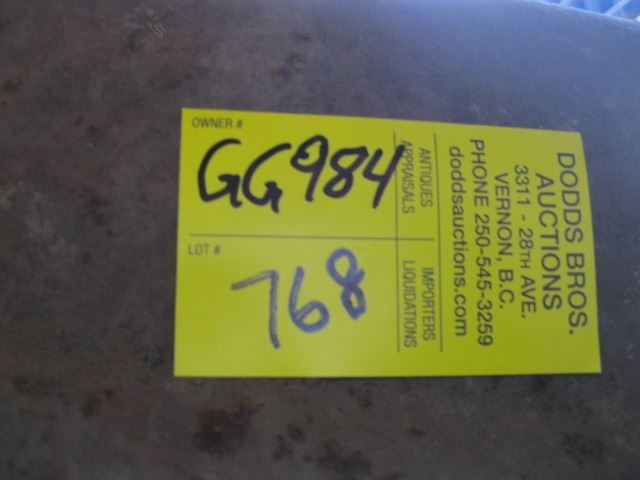 OWNER #
GG984
LOT #
768
ANTIQUES
APPRAISALS
IMPORTERS
LIQUIDATIONS
DODDS BROS.
AUCTIONS
3311 - 28TH AVE.
VERNON, B.C.
PHONE 250-545-3259
doddsauctions.com